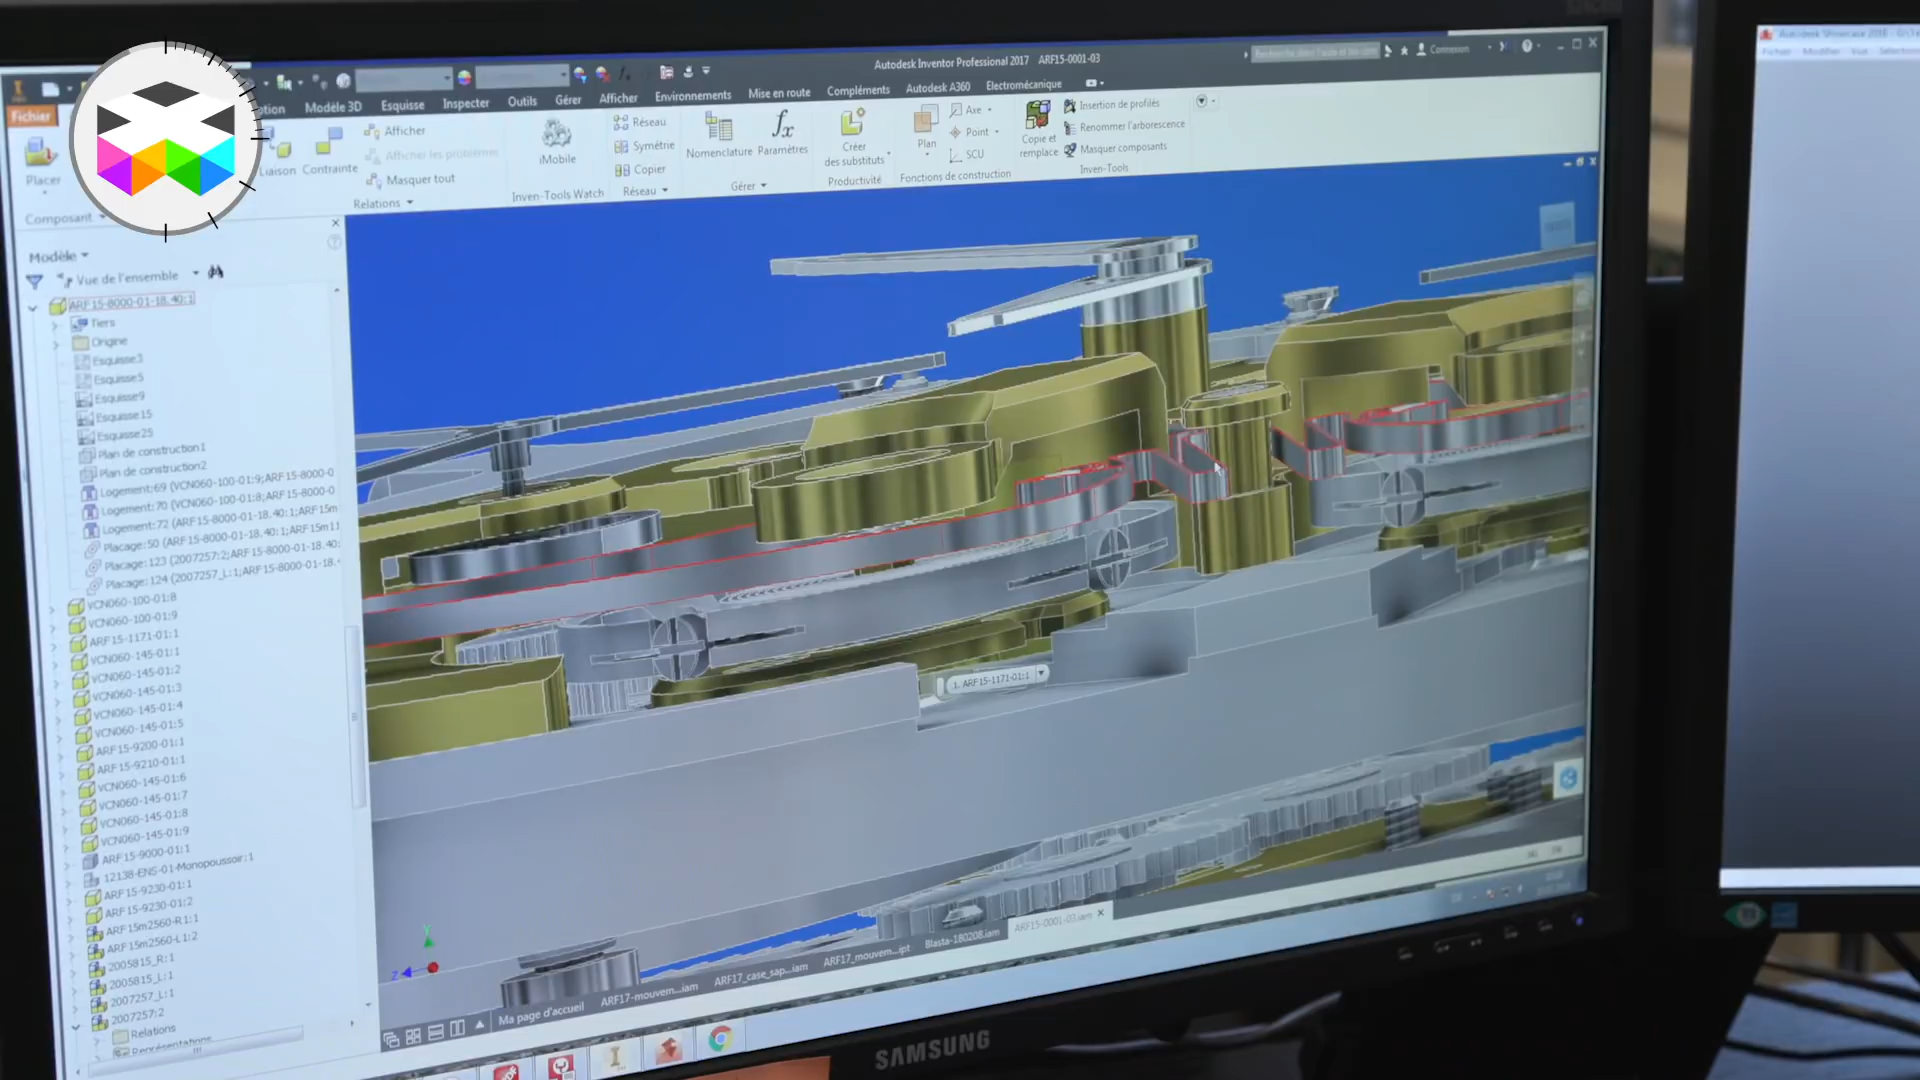 Autodesk Inventor Professional 2017 ARF15-0001-03
Connexion
Fichier
Modèle 3D
Esquisse
Inspecter
Outils
Gérer
Afficher
Environnements
Mise en route
Compléments
Autodesk A360
Electromécanique
Placer
Liaison
Contrainte
Afficher
Afficher les problèmes
Masquer tout
iMobile
Réseau
Symétrie
Copier
Nomenclature
Paramètres
Créer
des substituts
Plan
Axe
Point
SCU
Copie et
remplace
Insertion de profilés
Renommer l'arborescence
Masquer composants
Composant
Relations
Inven-Tools Watch
Réseau
Gérer
Productivité
Fonctions de construction
Inven-Tools
Modèle
Vue de l'ensemble
ARF15-8000-01-18.40:1
Tiers
Origine
Esquisse3
Esquisse5
Esquisse9
Esquisse15
Esquisse25
Plan de construction1
Plan de construction2
Logement:69 (VCN060-100-01:9;ARF15-8000-0
Logement:70 (VCN060-100-01:8;ARF15-8000-0
Logement:72 (ARF15-8000-01-18.40:1;ARF15m
Placage:50 (ARF15-8000-01-18.40:1;ARF15m11
Placage:123 (2007257:2;ARF15-8000-01-18.40:
Placage:124 (2007257_L:1;ARF15-8000-01-18.4
VCN060-100-01:8
VCN060-100-01:9
ARF15-1171-01:1
VCN060-145-01:1
VCN060-145-01:2
VCN060-145-01:3
VCN060-145-01:4
VCN060-145-01:5
ARF15-9200-01:1
ARF15-9210-01:1
VCN060-145-01:6
VCN060-145-01:7
VCN060-145-01:8
VCN060-145-01:9
ARF15-9000-01:1
12138-ENS-01-Monopoussoir:1
ARF15-9230-01:1
ARF15-9230-01:2
ARF15m2560-R1:1
ARF15m2560-L1:2
2005815_R:1
2005815_L:1
2007257_L:1
2007257:2
Relations
Représentations
1. ARF15-1171-01:1
Y
Z
Ma page d'accueil
ARF17-mouvem...iam
ARF17_case_sap...iam
ARF17_mouvem...ipt
Blasta-180208.iam
ARF15-0001-03.iam
SAMSUNG